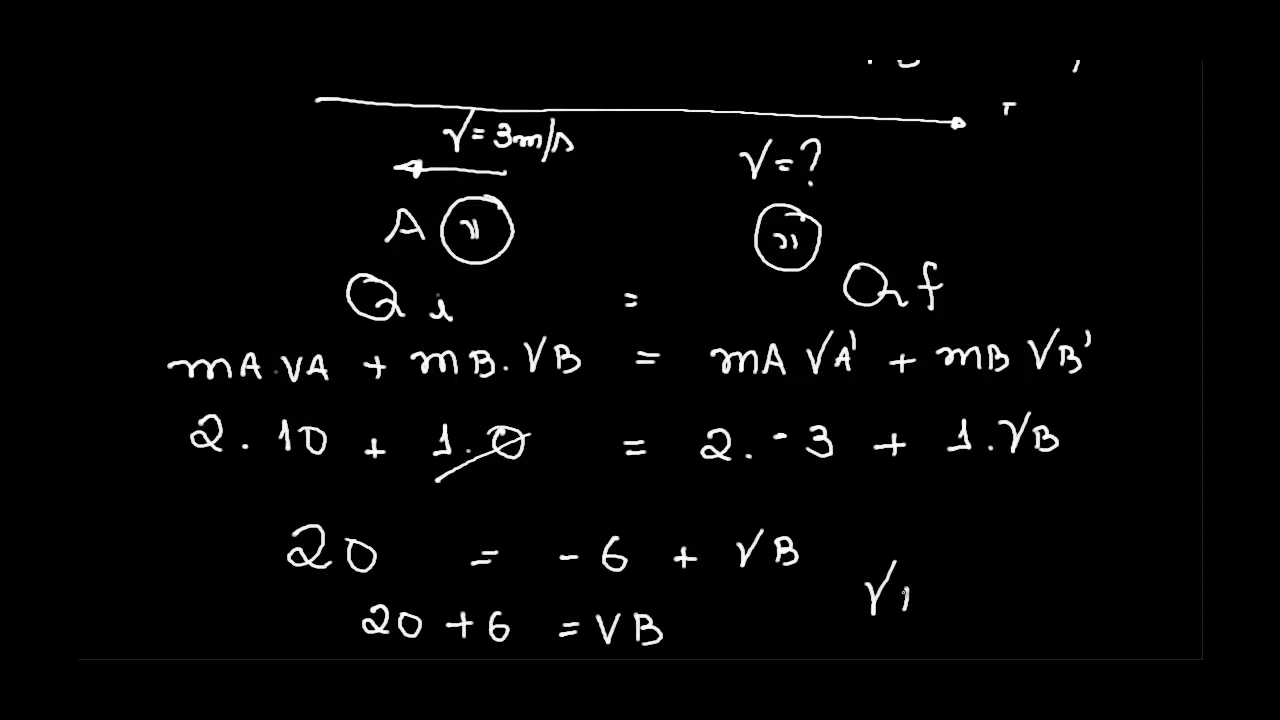 V = 3m/s
V = ?
A
Qi = Qf
mA.VA + mB.VB = mA VA' + mB VB'
2.10 + 1.0 = 2.-3 + 1.VB
20 = -6 + VB
20 + 6 = VB